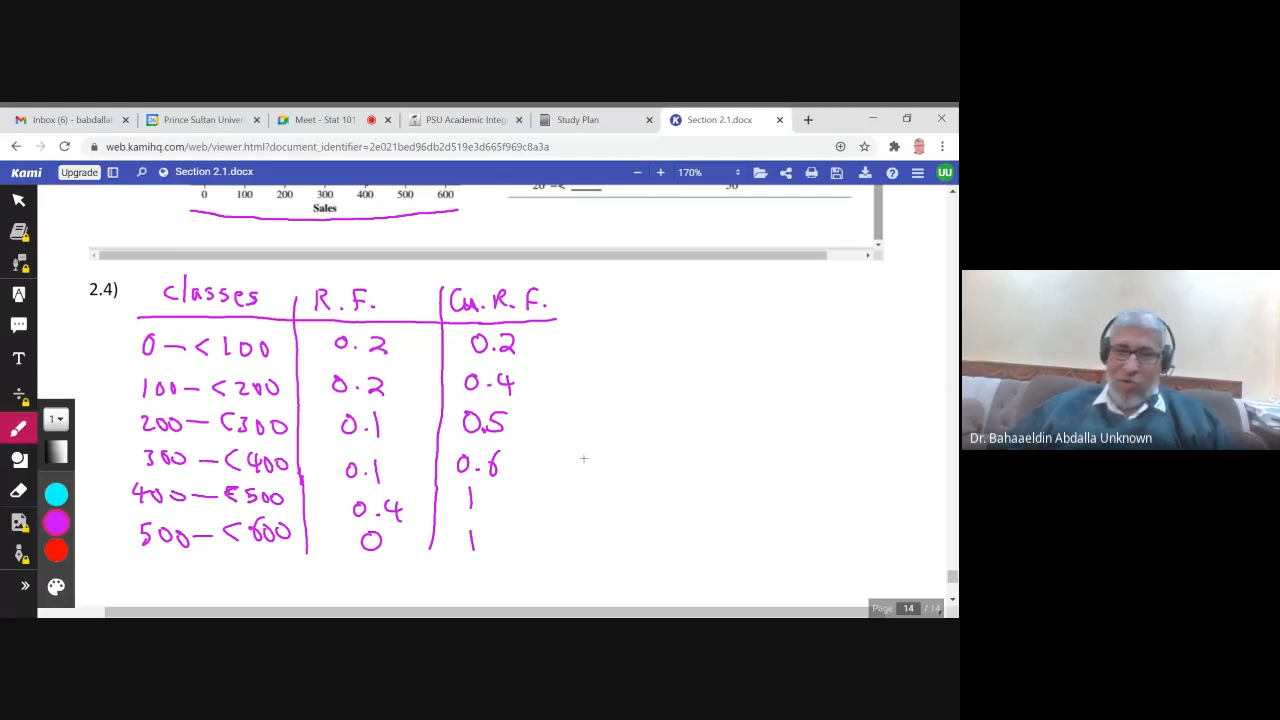 Inbox (6) - babdallah
Prince Sultan Univer
Meet - Stat 101
PSU Academic Integ
Study Plan
Section 2.1.docx
web.kamihq.com/web/viewer.html?document_identifier=2e021bed96bd2d519e3d665f969c8a3a
Kami Upgrade Section 2.1.docx 170% UU
0 100 200 300 400 500 600
Sales
2.4) classes R.F. Cu.R.F.
0-<100 0.2 0.2
100-<200 0.2 0.4
200-<300 0.1 0.5
300-<400 0.1 0.6
400-<500 0.4 1
500-<600 0 1
1
Page 14 / 14
Dr. Bahaaeldin Abdalla Unknown